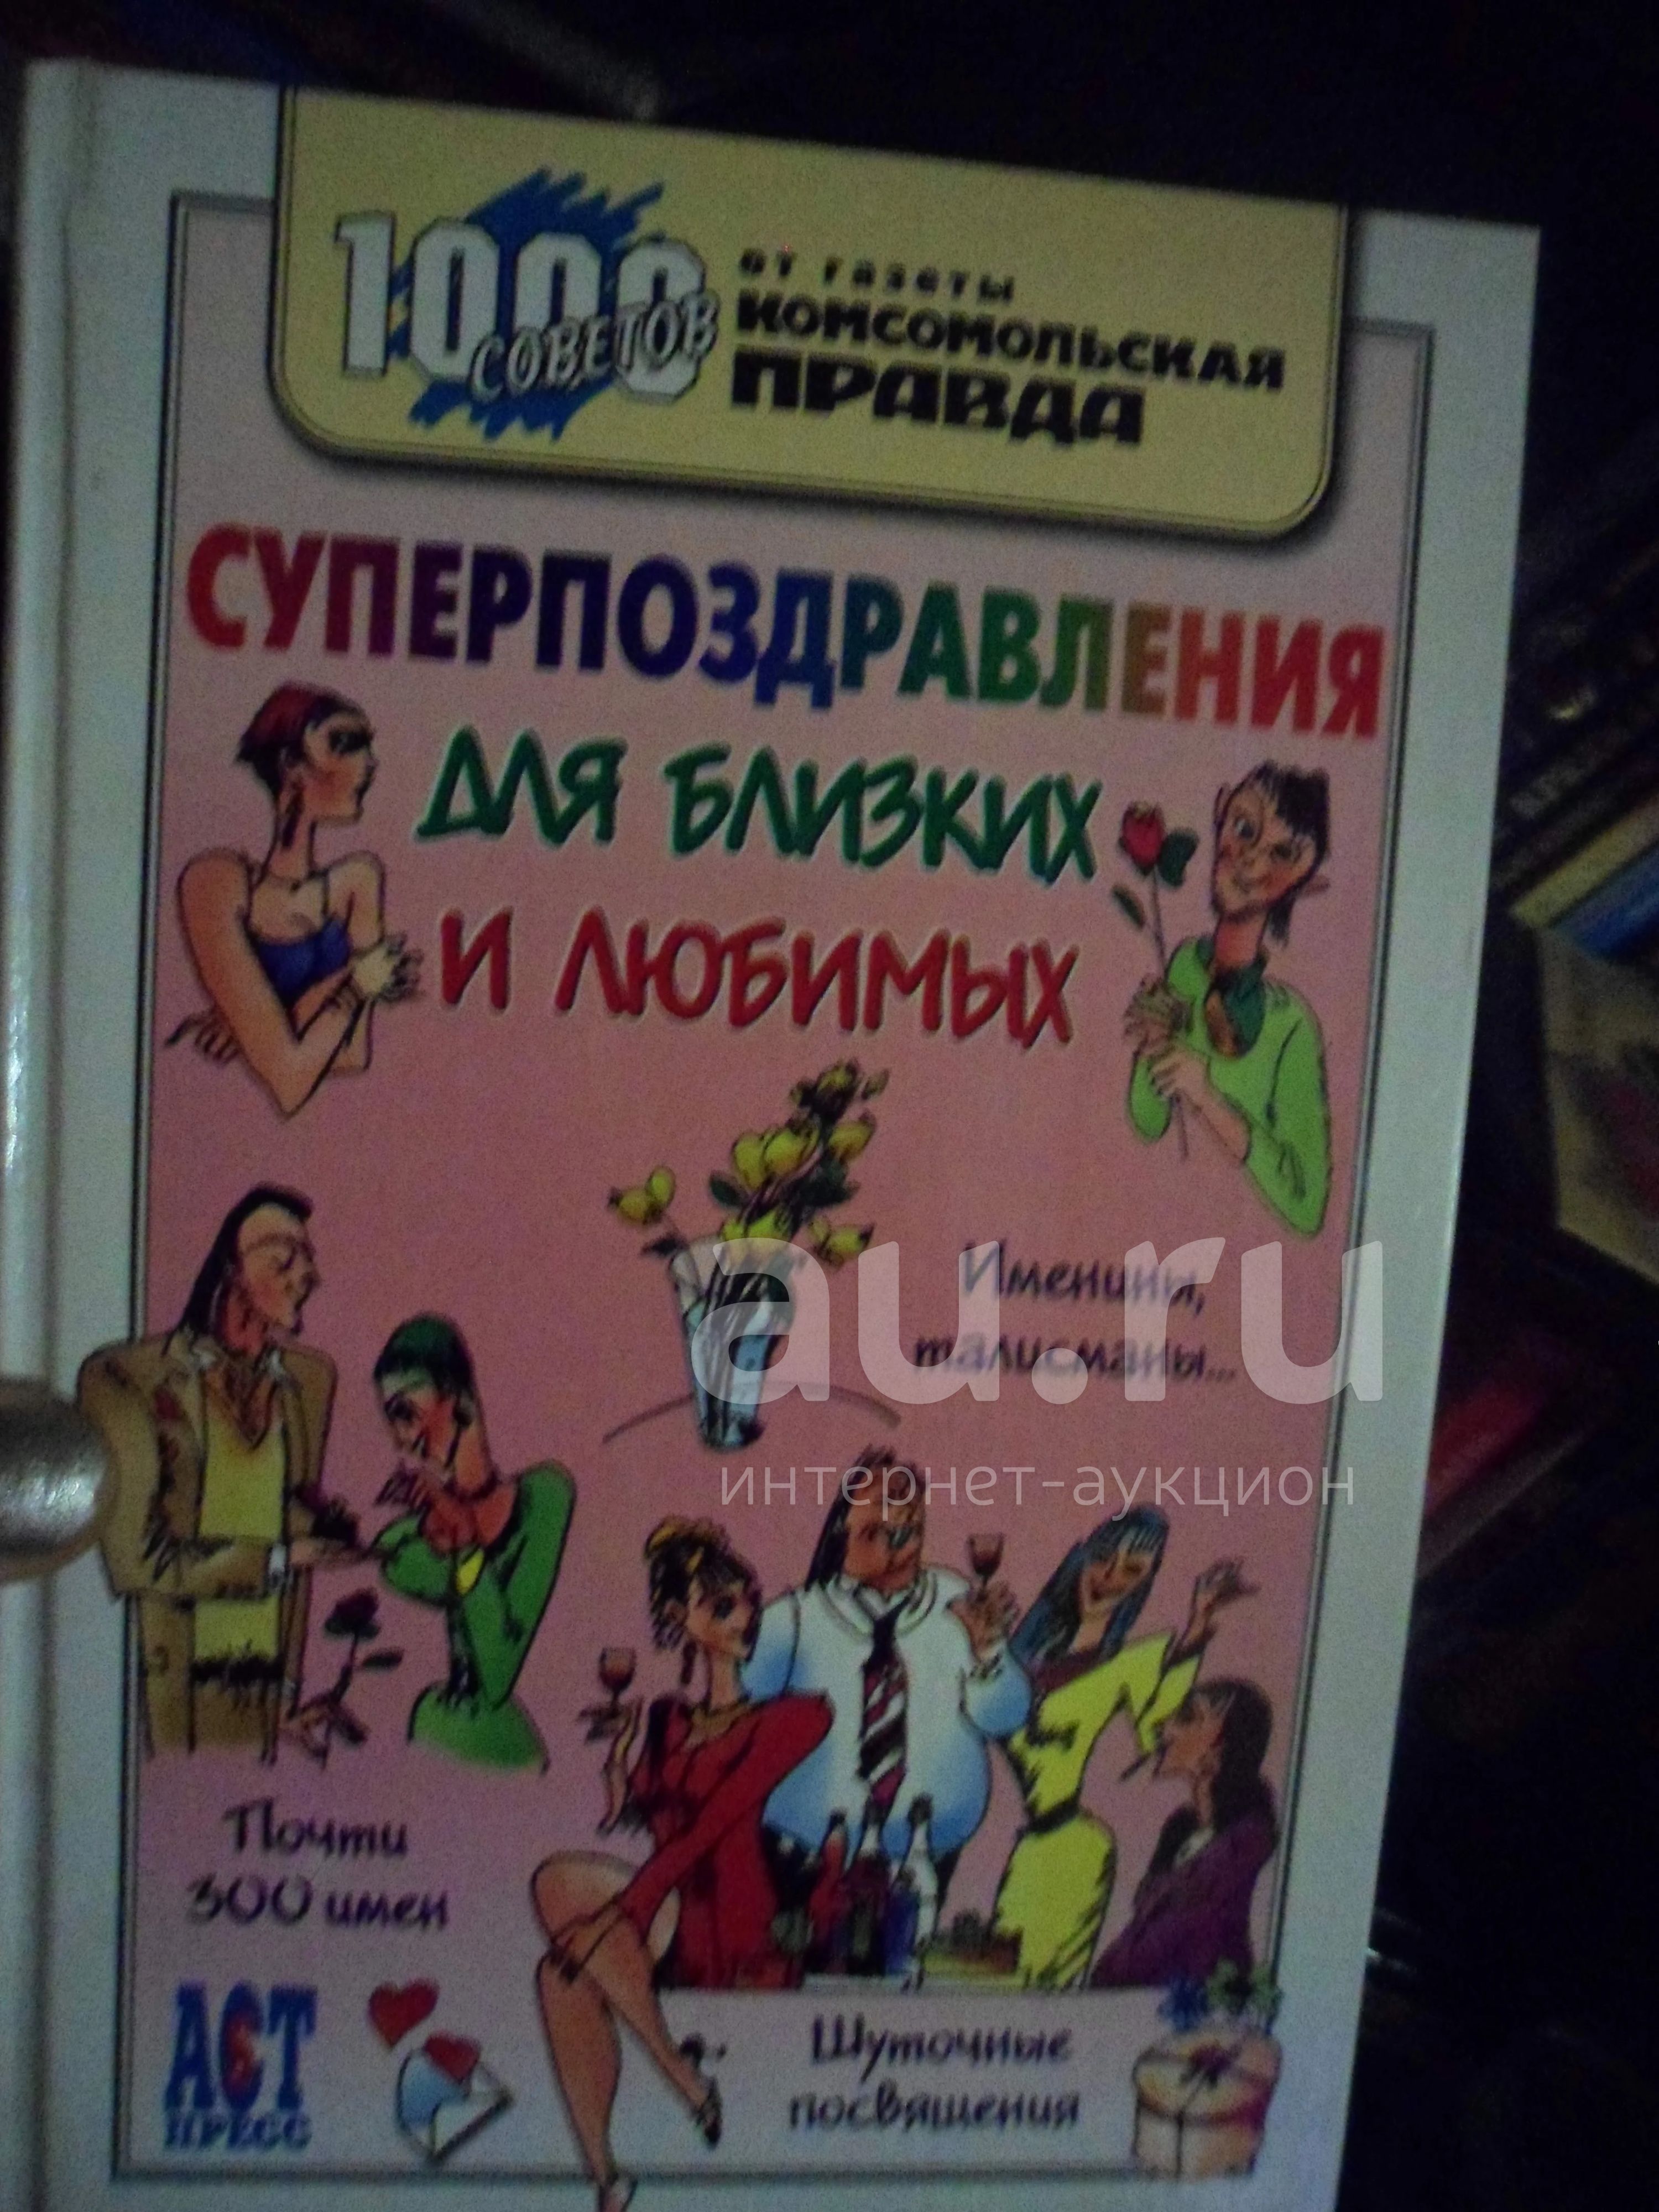 1000
СОВЕТОВ
от газеты
КОМСОМОЛЬСКАЯ
ПРАВДА
СУПЕРПОЗДРАВЛЕНИЯ
ДЛЯ БЛИЗКИХ
И ЛЮБИМЫХ
Именины,
талисманы...
au.ru
интернет-аукцион
Почти
300 имен
АСТ
ПРЕСС
Шуточные
посвящения